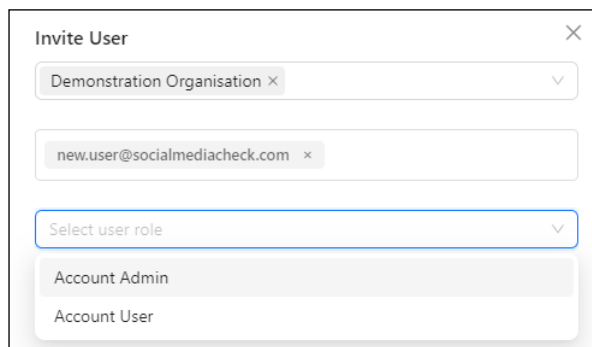 Invite User
Demonstration Organisation ×
new.user@socialmediacheck.com ×
Select user role
Account Admin
Account User